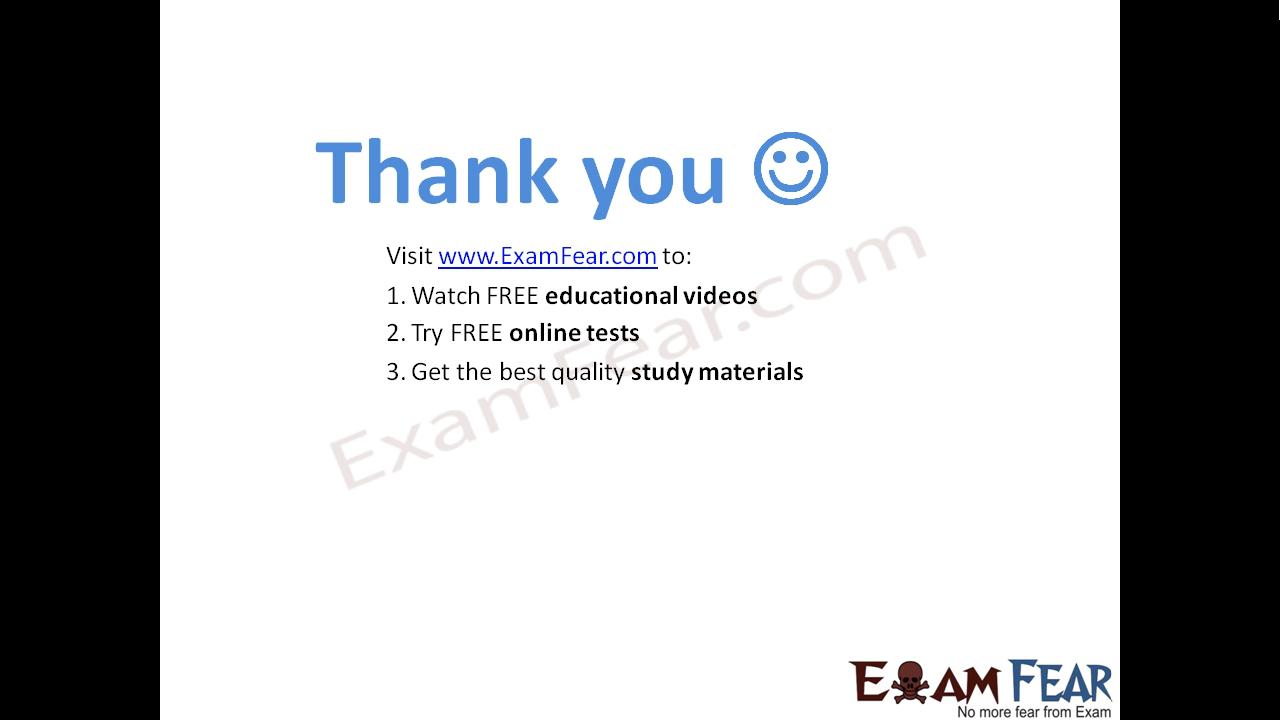 Thank you ☺
Visit www.ExamFear.com to:
1. Watch FREE educational videos
2. Try FREE online tests
3. Get the best quality study materials
ExamFear.com
EXAM FEAR
No more fear from Exam